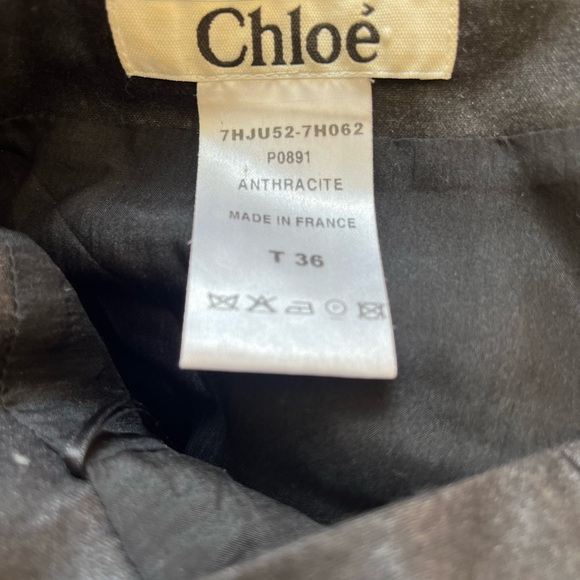 Chloé
7HJU52-7H062
P0891
ANTHRACITE
MADE IN FRANCE
T 36